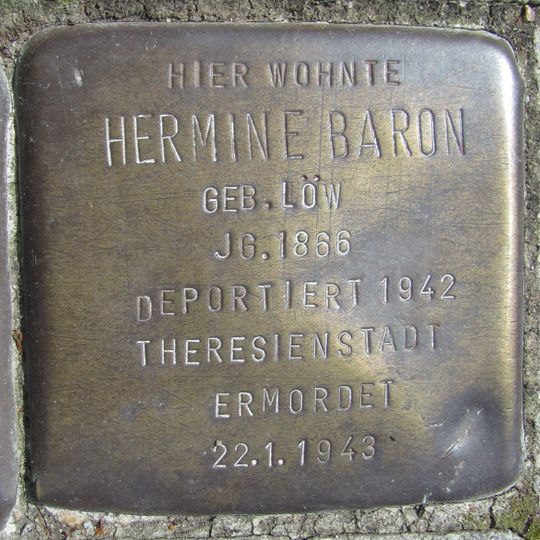 HIER WOHNTE
HERMINE BARON
GEB. LÖW
JG. 1866
DEPORTIERT 1942
THERESIENSTADT
ERMORDET
22.1.1943